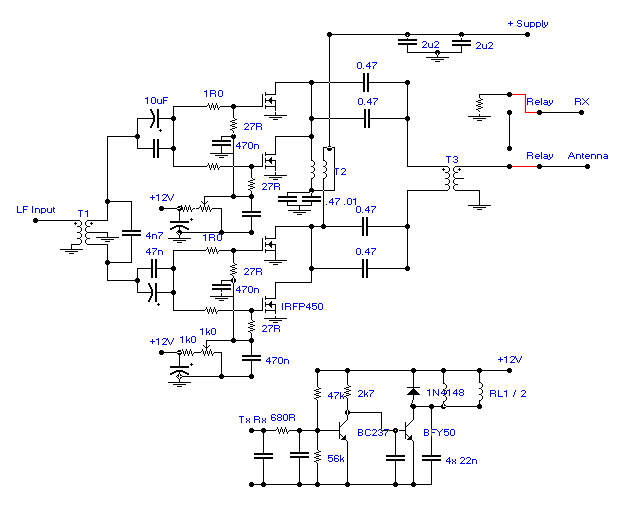 + Supply
2u2
2u2
0.47
10uF
1R0
0.47
Relay
RX
27R
470n
T3
Relay
Antenna
T2
27R
+12V
.47 .01
LF Input
T1
0.47
4n7
1R0
47n
0.47
27R
470n
IRFP450
27R
1k0
+12V
1k0
470n
+12V
47k
2k7
1N4148
RL1 / 2
Tx Rx
680R
BC237
BFY50
56k
4x 22n